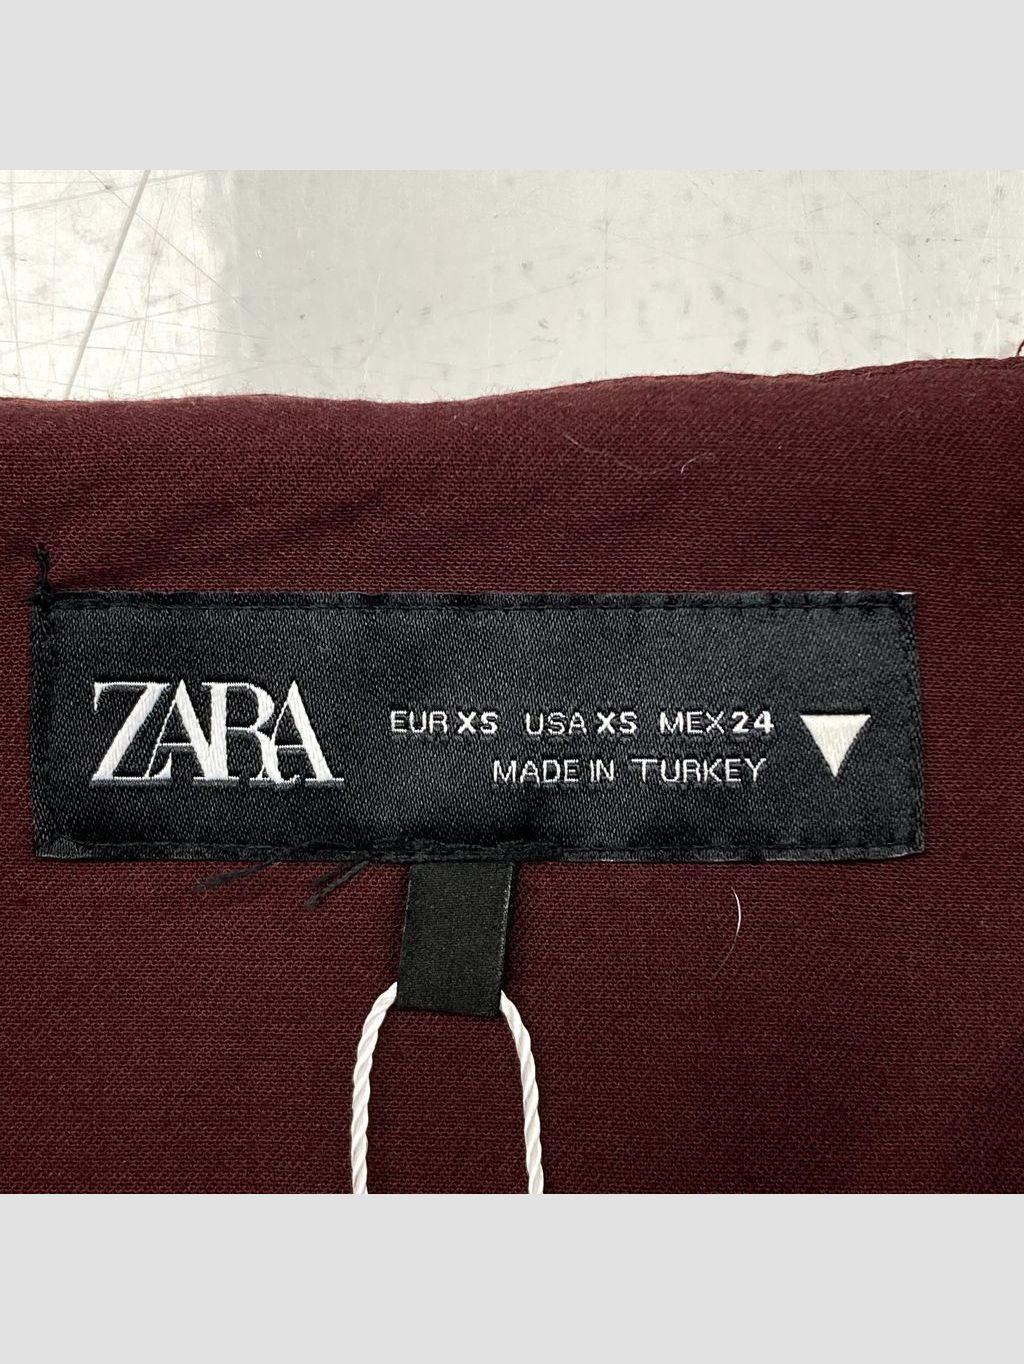 ZARA
EUR XS USA XS MEX 24
MADE IN TURKEY